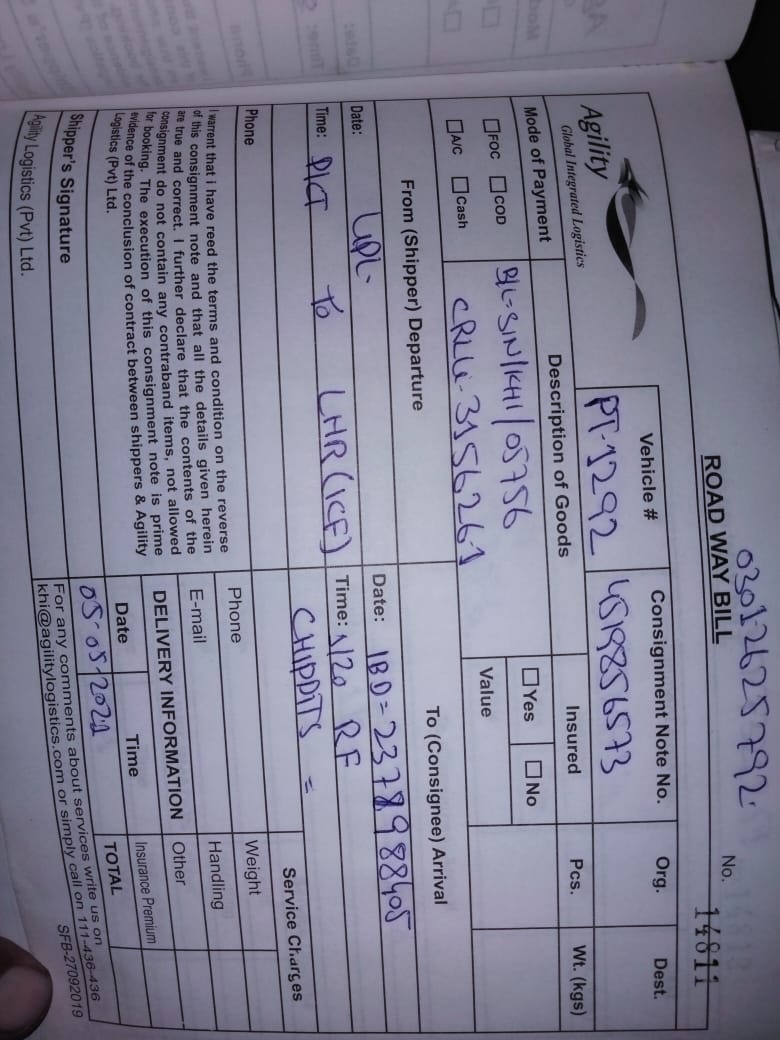 03012625792.
ROAD WAY BILL
No. 14811
Agility
Global Integrated Logistics
Vehicle #
PT-1292
Consignment Note No.
4519856573
Org.
Dest.
Mode of Payment
FOC COD
A/C Cash
Description of Goods
B/L-SIN/KHI/05756
CRLU-3156261
Insured
Yes No
Value
Pcs.
Wt. (kgs)
From (Shipper) Departure
Date: UPL-
Time: PICT To LHR (ICF)
Phone
To (Consignee) Arrival
Date: IBD=2378988405
Time: 1/20 RF
CHIPDITS =
Phone
E-mail
Service Charges
Weight
Handling
Other
Insurance Premium
TOTAL
I warrent that i have reed the terms and condition on the reverse
of this consignment note and that all the details given herein
are true and correct. I further declare that the contents of the
consignment do not contain any contraband items, not allowed
for booking. The execution of this consignment note is prime
evidence of the conclusion of contract between shippers & Agility
Logistics (Pvt) Ltd.
DELIVERY INFORMATION
Date Time
05-05-2021
Shipper's Signature
Agility Logistics (Pvt) Ltd.
For any comments about services write us on
khi@agilitylogistics.com or simply call on 111-436-436
SFB-27092019